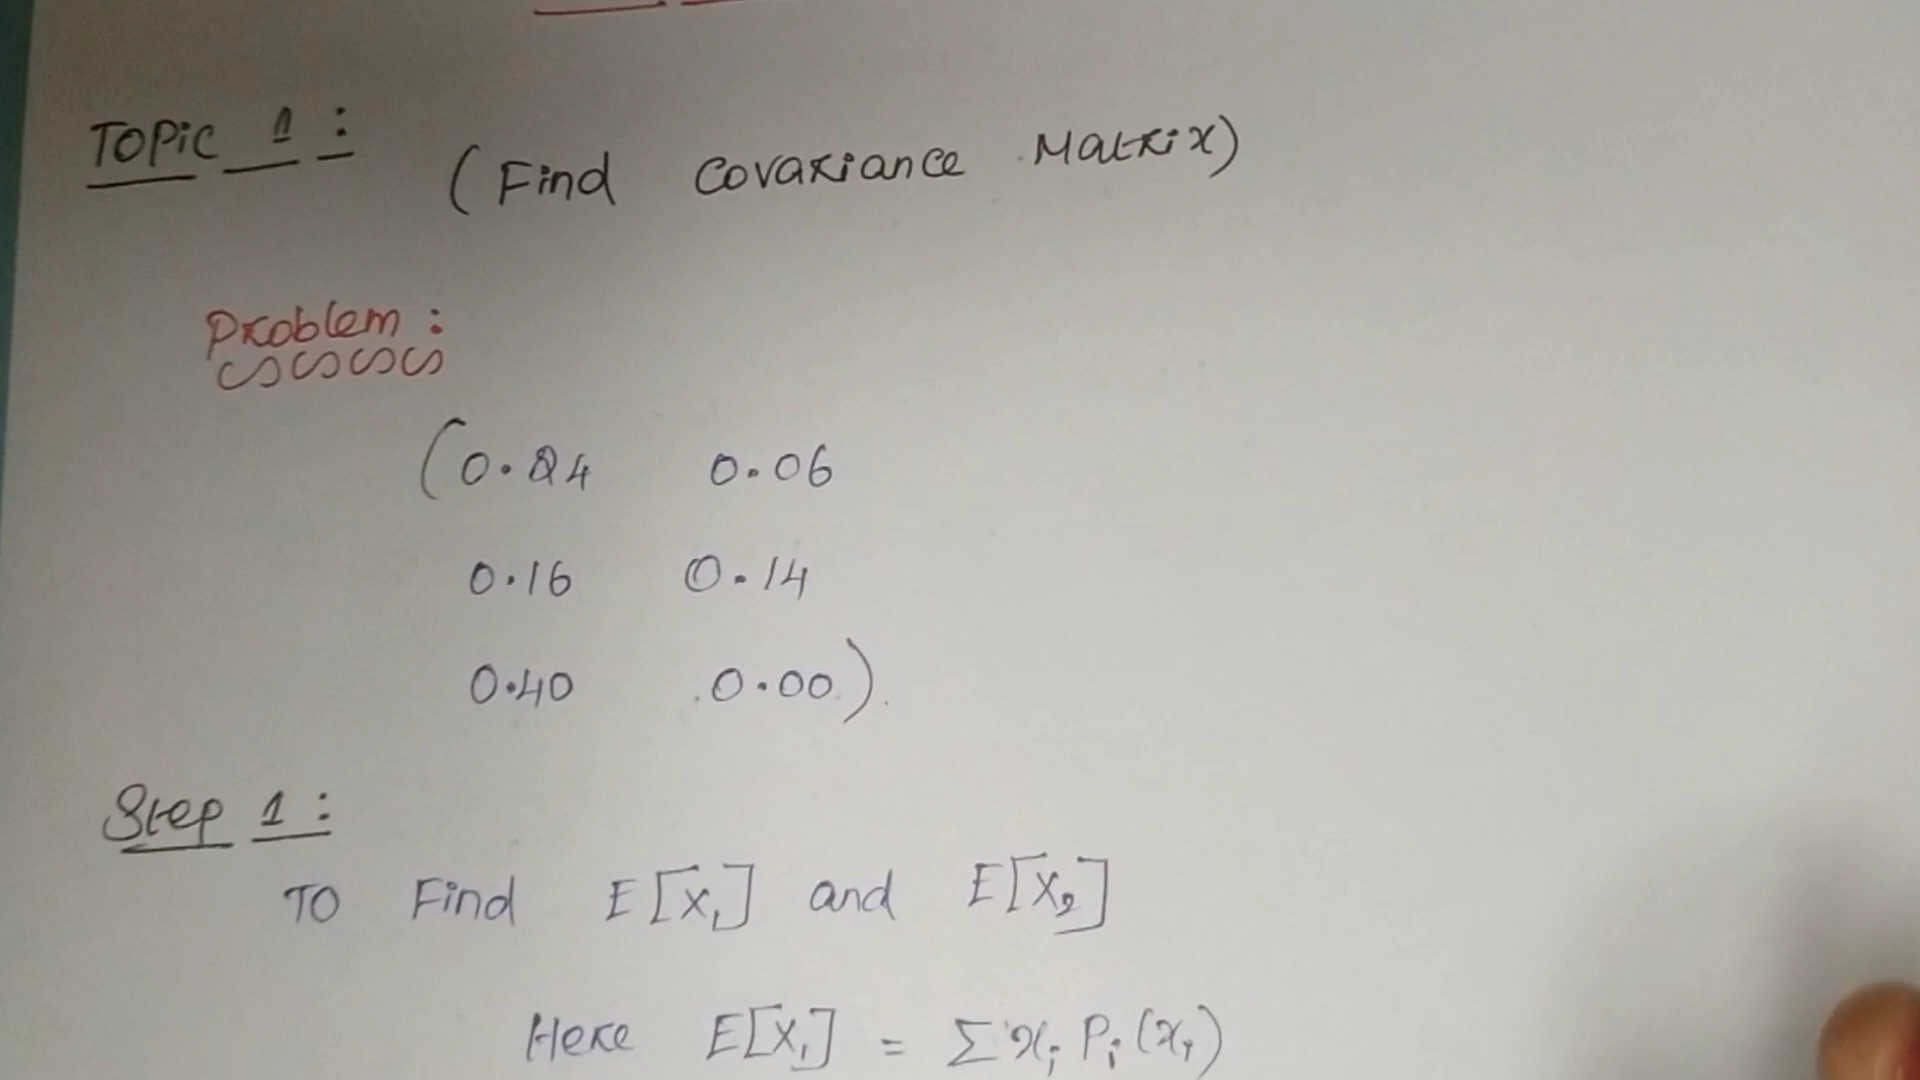 Topic 1 :
(Find Covariance Matrix)
Problem :
(0.24 0.06
0.16 0.14
0.40 0.00).
Step 1 :
To Find E[X₁] and E[X₂]
Here E[X₁] = Σ xᵢ Pᵢ (x₁)